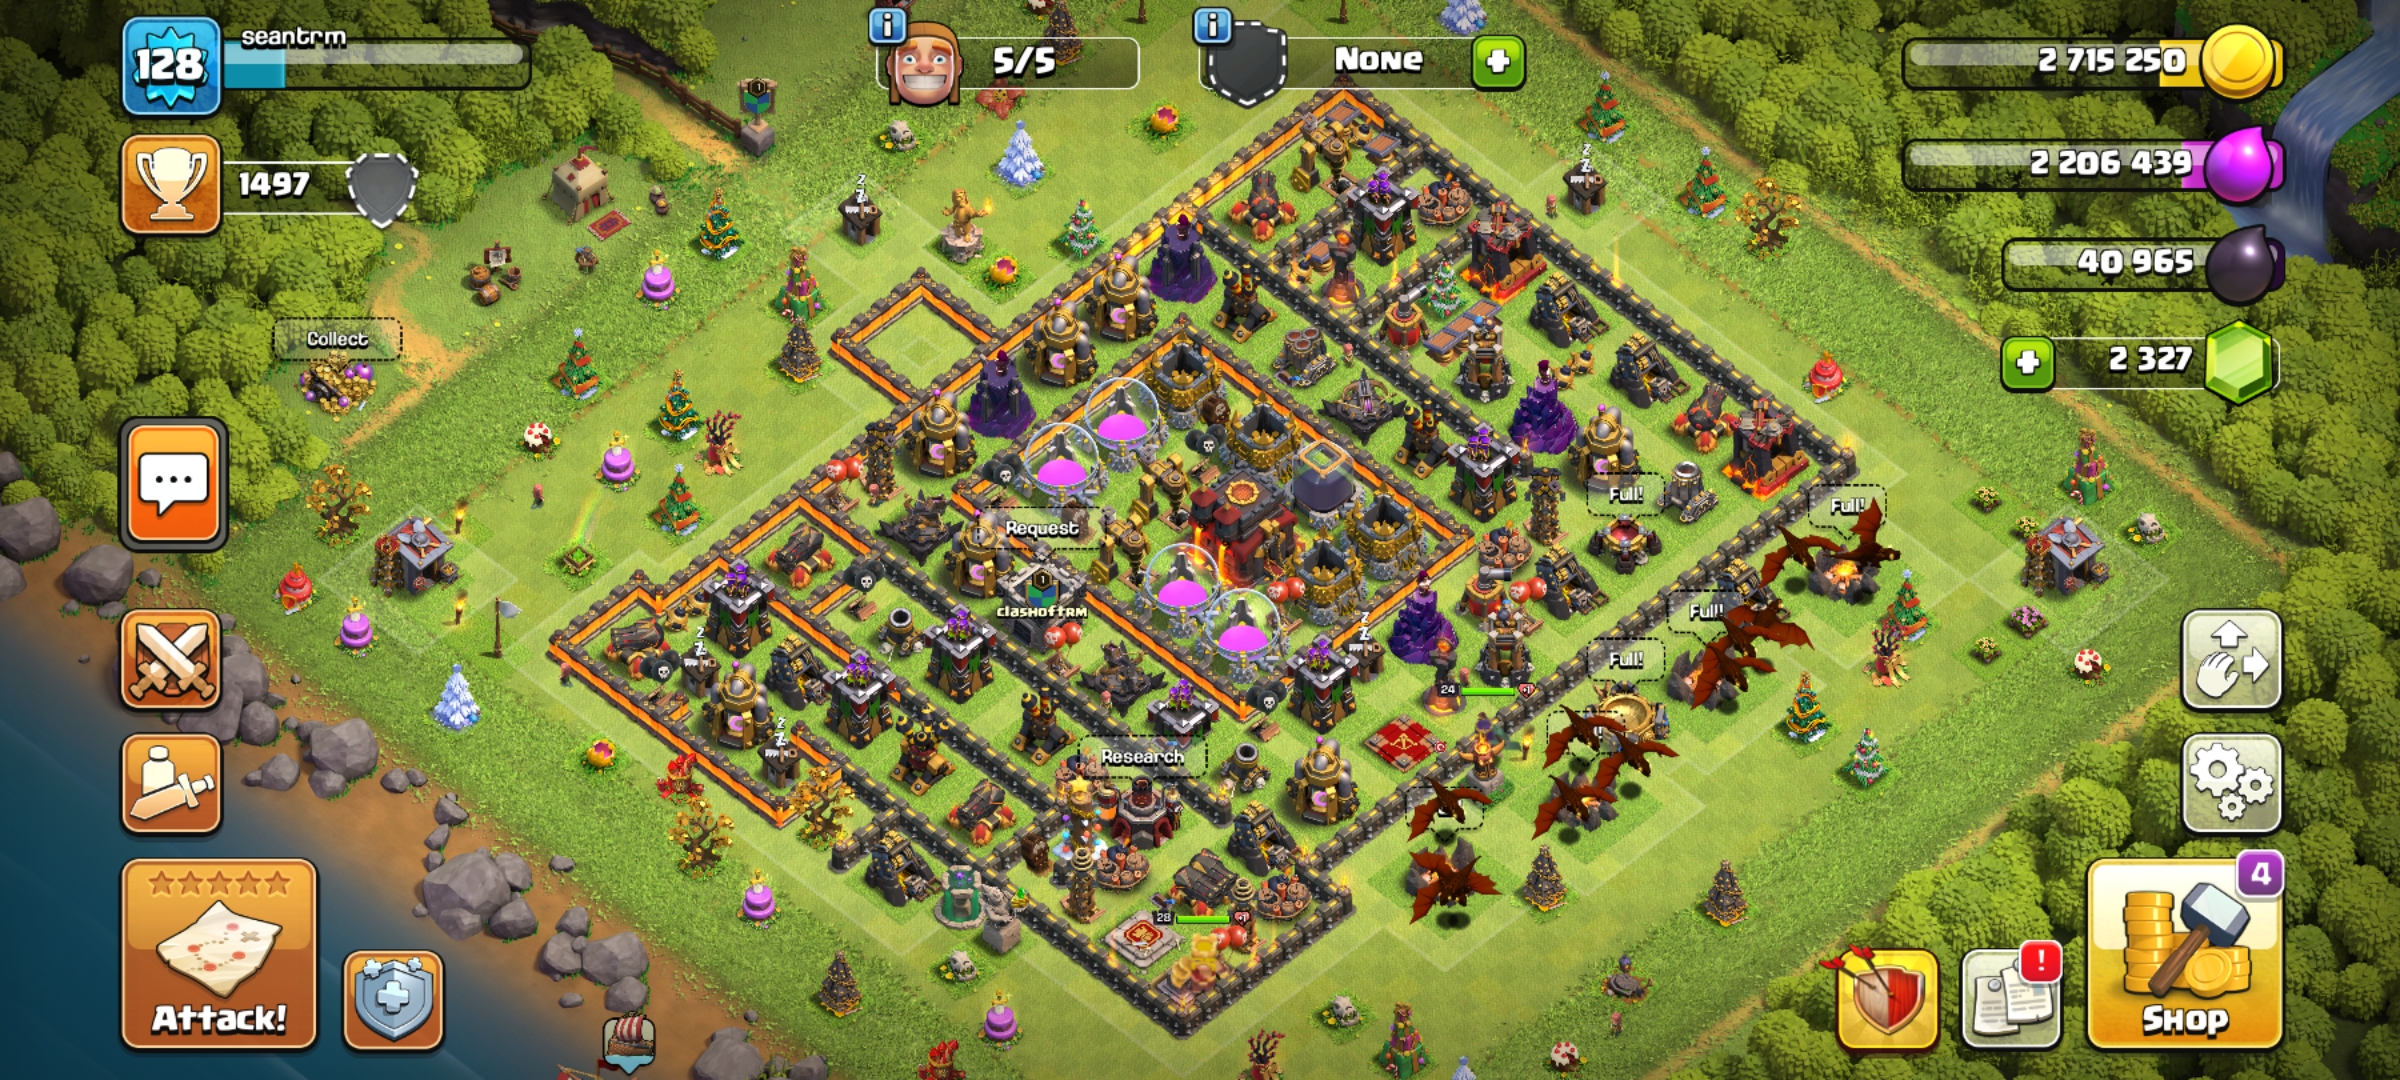 128
seantrm
5/5
None
2 715 250
1497
2 206 439
40 965
2 327
Collect
Full!
Full!
Request
1
clashoftrm
Full!
Full!
24
Research
28
4
!
Attack!
Shop